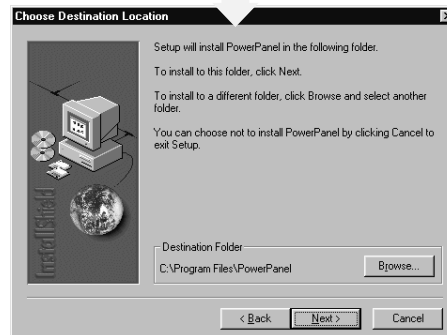 Choose Destination Location
Setup will install PowerPanel in the following folder.
To install to this folder, click Next.
To install to a different folder, click Browse and select another
folder.
You can choose not to install PowerPanel by clicking Cancel to
exit Setup.
InstallShield
Destination Folder
C:\Program Files\PowerPanel
Browse...
< Back
Next >
Cancel